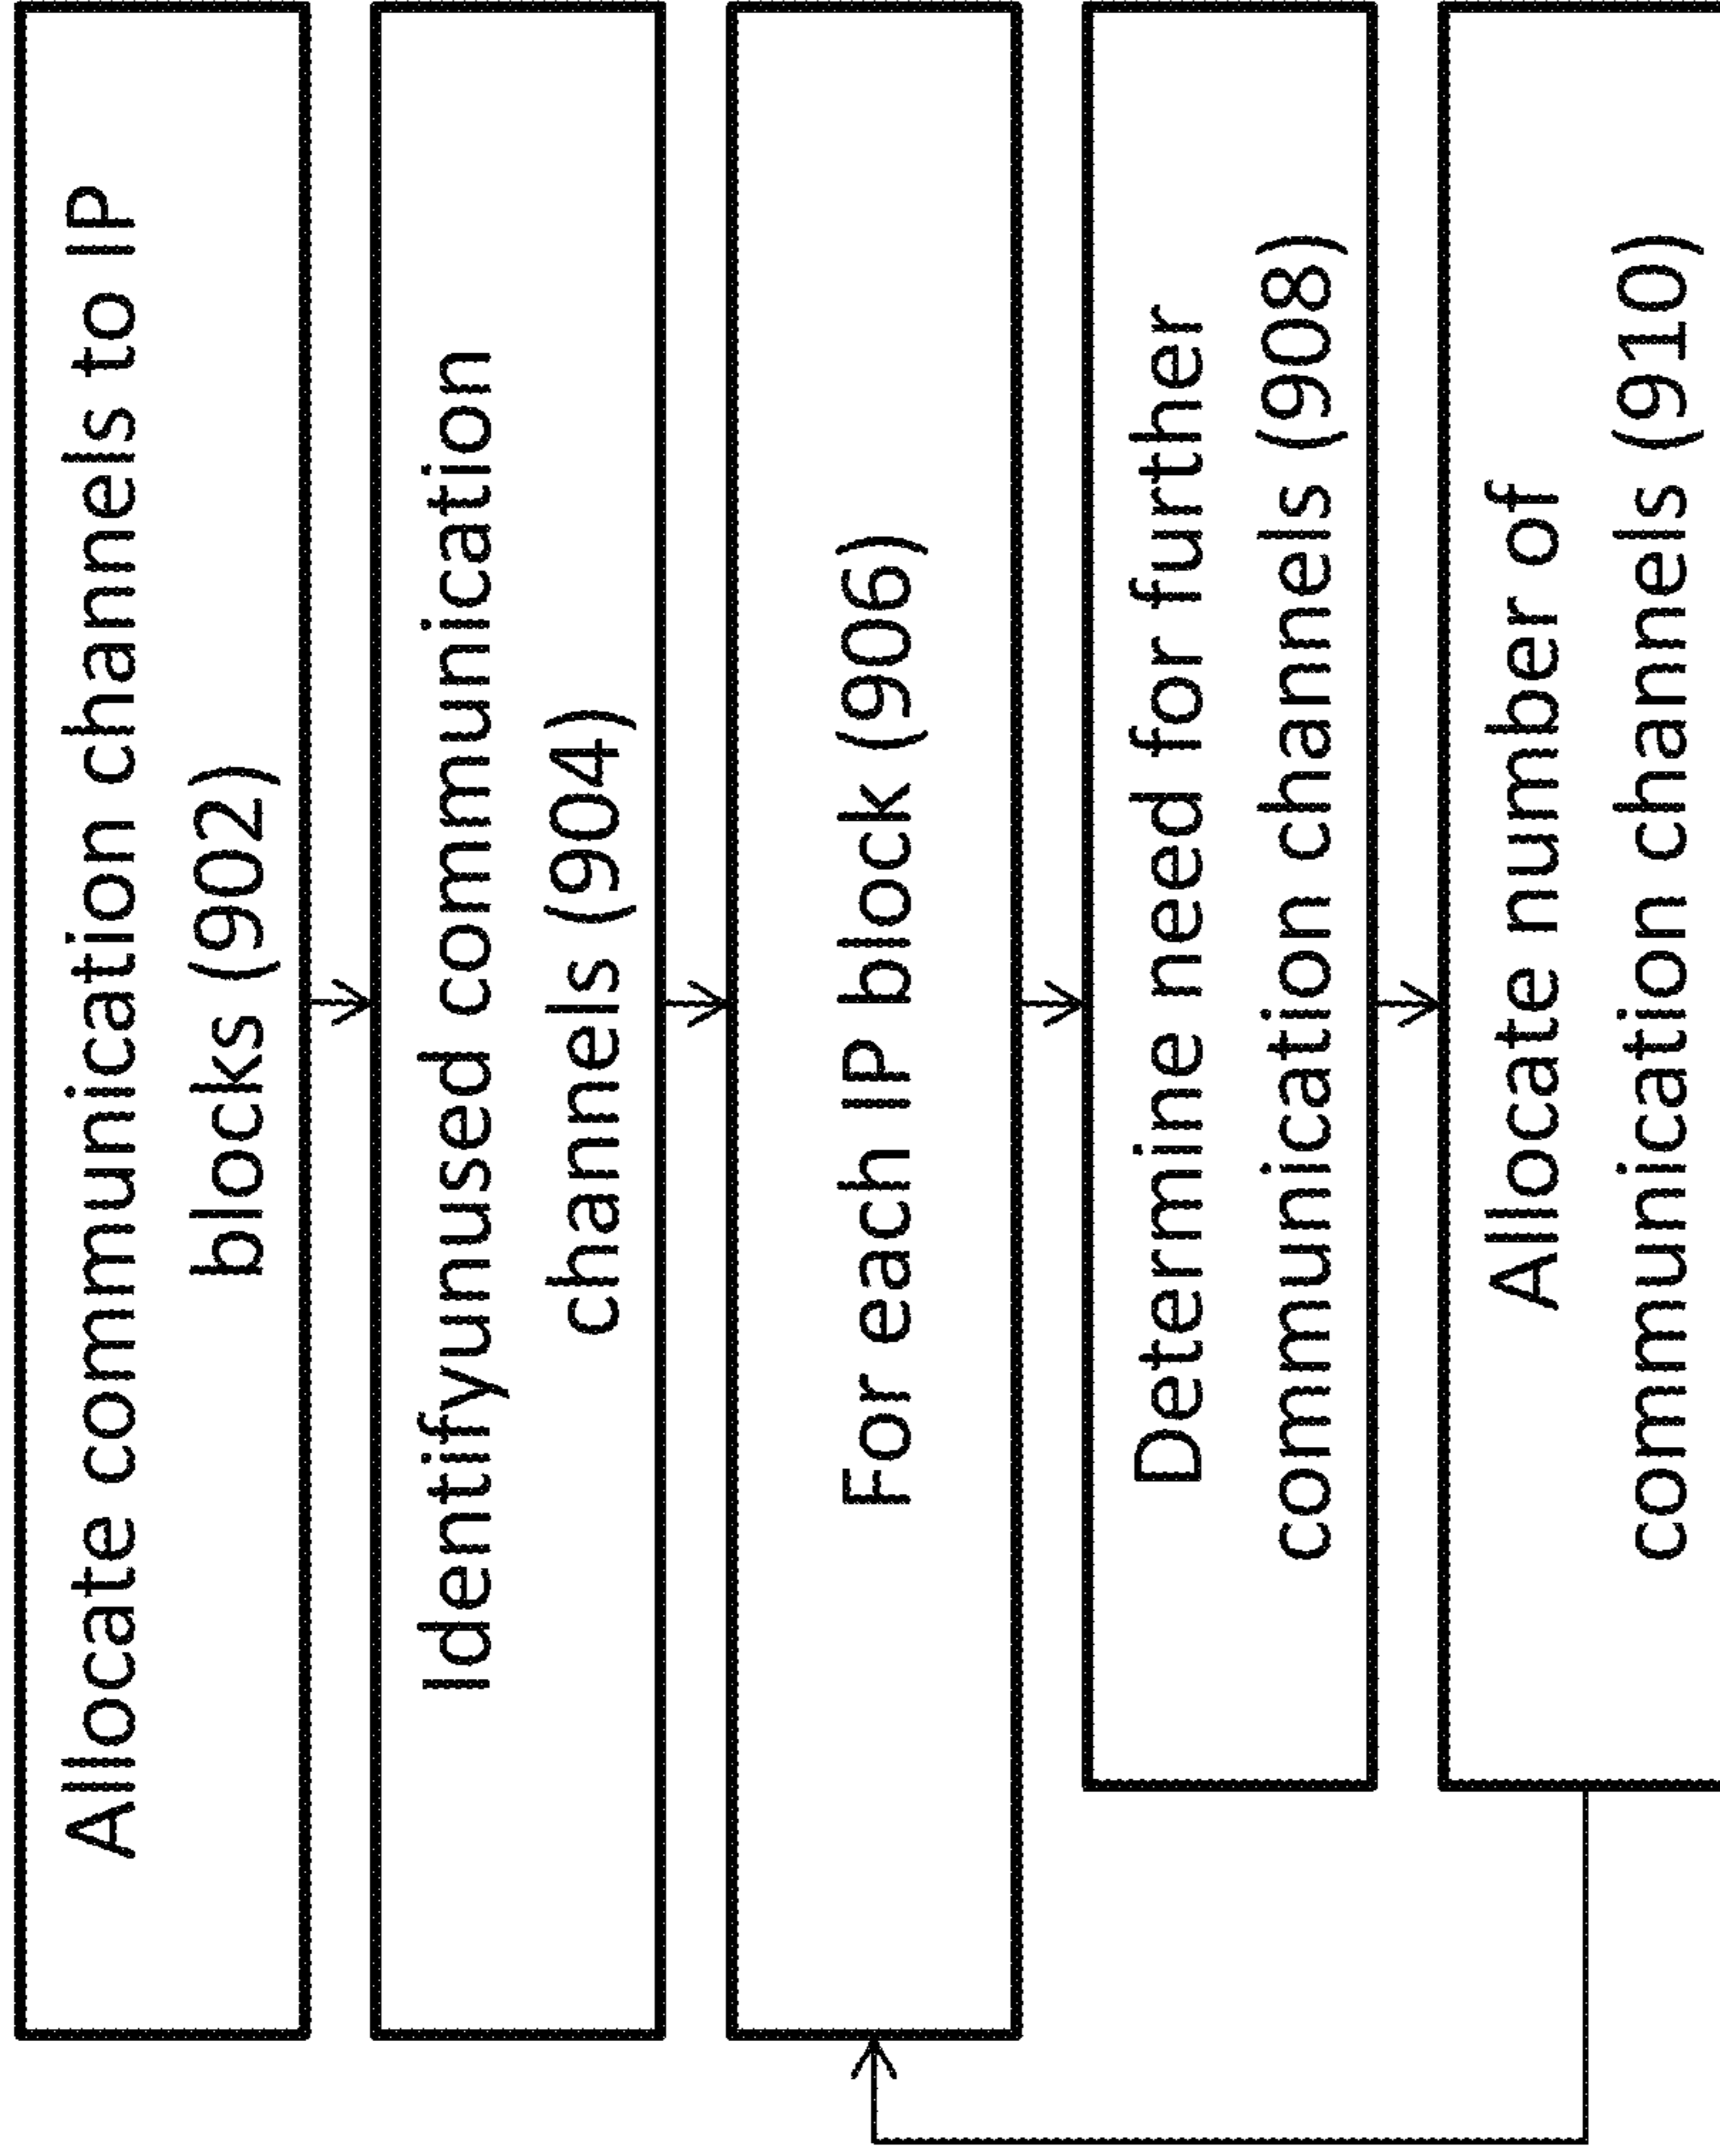 Allocate communication channels to IP
blocks (902)
Identifyunused communication
channels (904)
For each IP block (906)
Determine need for further
communication channels (908)
Allocate number of
communication channels (910)